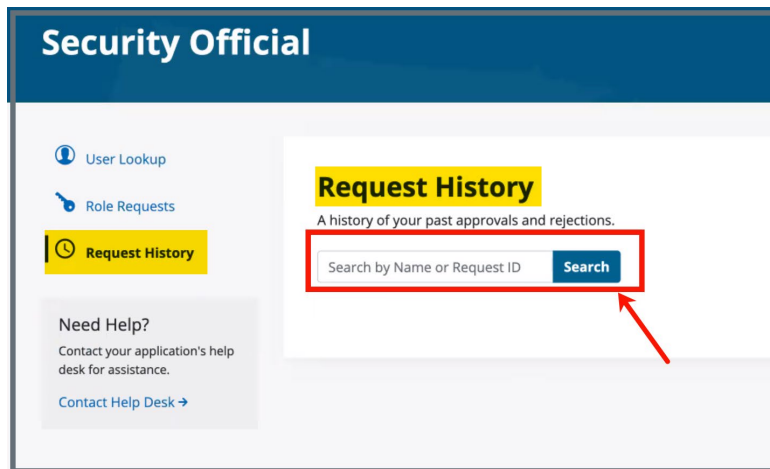 Security Official
User Lookup
Role Requests
Request History
Need Help?
Contact your application's help
desk for assistance.
Contact Help Desk →
Request History
A history of your past approvals and rejections.
Search by Name or Request ID
Search